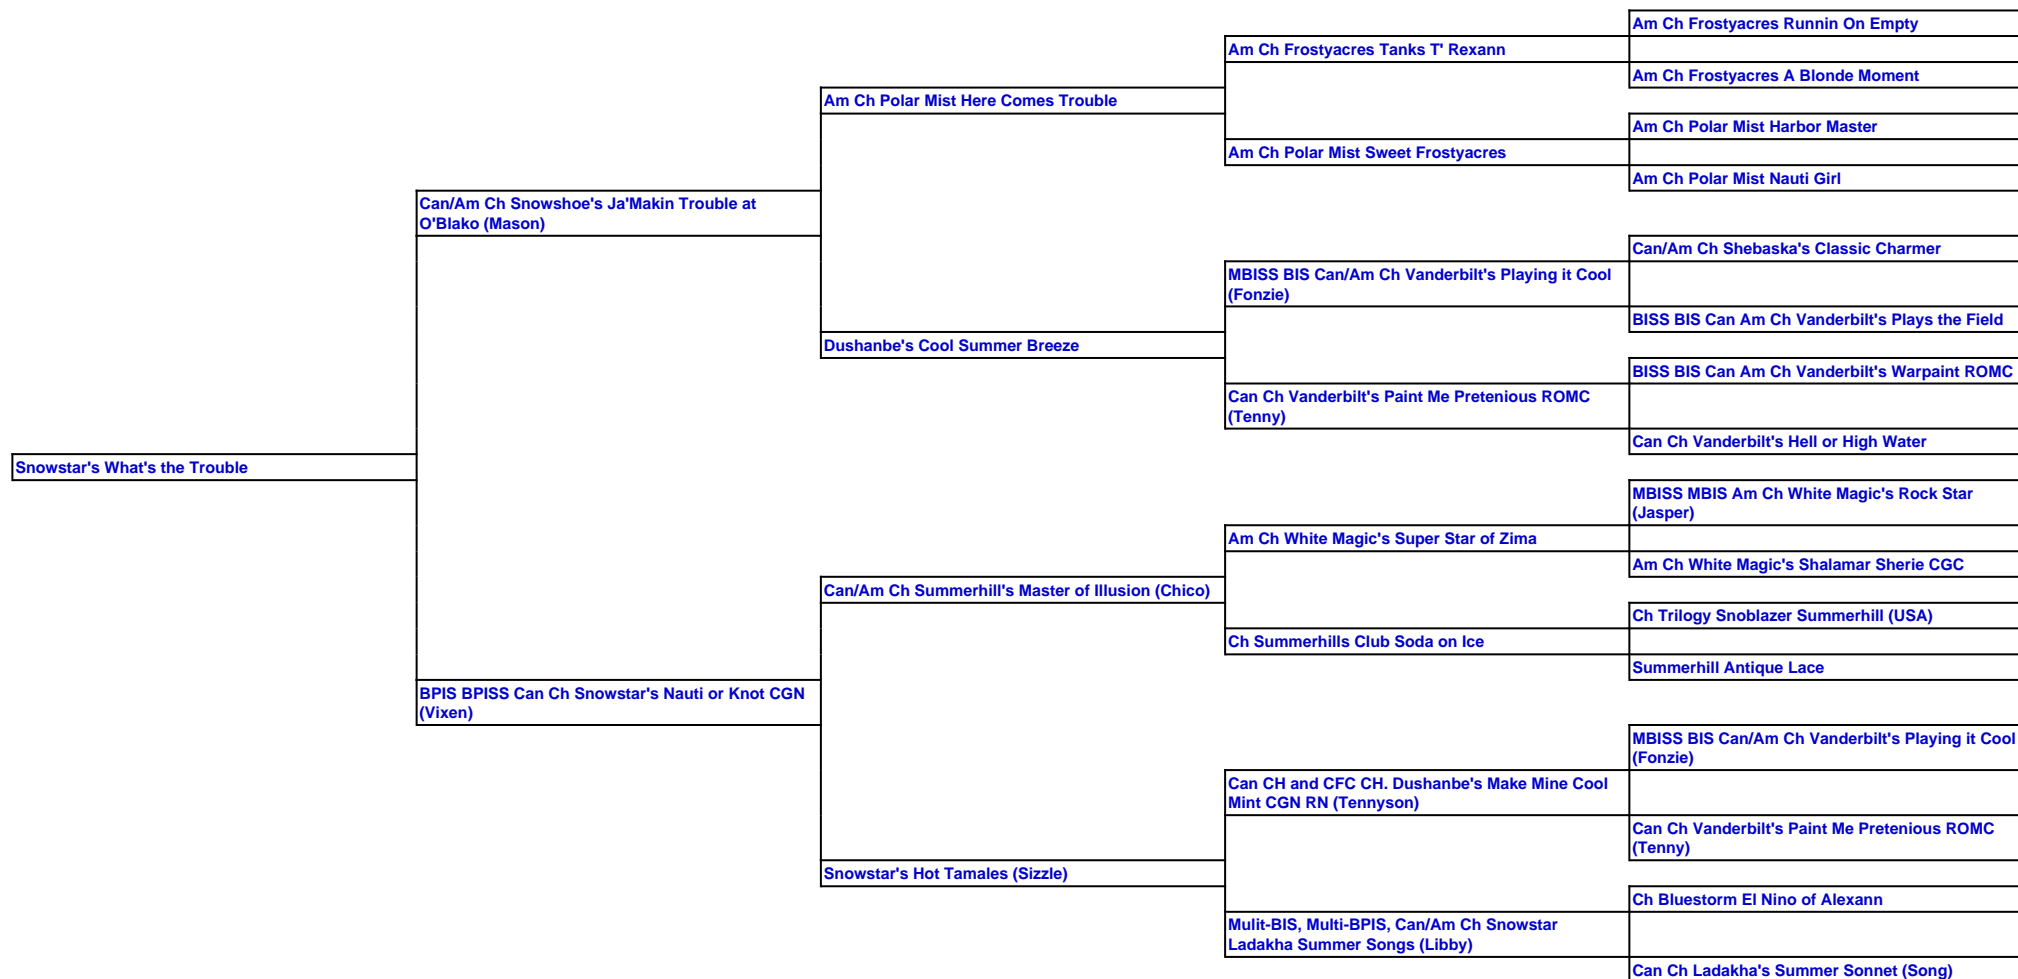 Am Ch Frostyacres Runnin On Empty
Am Ch Frostyacres Tanks T' Rexann
Am Ch Frostyacres A Blonde Moment
Am Ch Polar Mist Here Comes Trouble
Am Ch Polar Mist Harbor Master
Am Ch Polar Mist Sweet Frostyacres
Am Ch Polar Mist Nauti Girl
Can/Am Ch Snowshoe's Ja'Makin Trouble at
O'Blako (Mason)
Can/Am Ch Shebaska's Classic Charmer
MBISS BIS Can/Am Ch Vanderbilt's Playing it Cool
(Fonzie)
BISS BIS Can Am Ch Vanderbilt's Plays the Field
Dushanbe's Cool Summer Breeze
BISS BIS Can Am Ch Vanderbilt's Warpaint ROMC
Can Ch Vanderbilt's Paint Me Pretenious ROMC
(Tenny)
Can Ch Vanderbilt's Hell or High Water
Snowstar's What's the Trouble
MBISS MBIS Am Ch White Magic's Rock Star
(Jasper)
Am Ch White Magic's Super Star of Zima
Am Ch White Magic's Shalamar Sherie CGC
Can/Am Ch Summerhill's Master of Illusion (Chico)
Ch Trilogy Snoblazer Summerhill (USA)
Ch Summerhills Club Soda on Ice
Summerhill Antique Lace
BPIS BPISS Can Ch Snowstar's Nauti or Knot CGN
(Vixen)
MBISS BIS Can/Am Ch Vanderbilt's Playing it Cool
(Fonzie)
Can CH and CFC CH. Dushanbe's Make Mine Cool
Mint CGN RN (Tennyson)
Can Ch Vanderbilt's Paint Me Pretenious ROMC
(Tenny)
Snowstar's Hot Tamales (Sizzle)
Ch Bluestorm El Nino of Alexann
Mulit-BIS, Multi-BPIS, Can/Am Ch Snowstar
Ladakha Summer Songs (Libby)
Can Ch Ladakha's Summer Sonnet (Song)